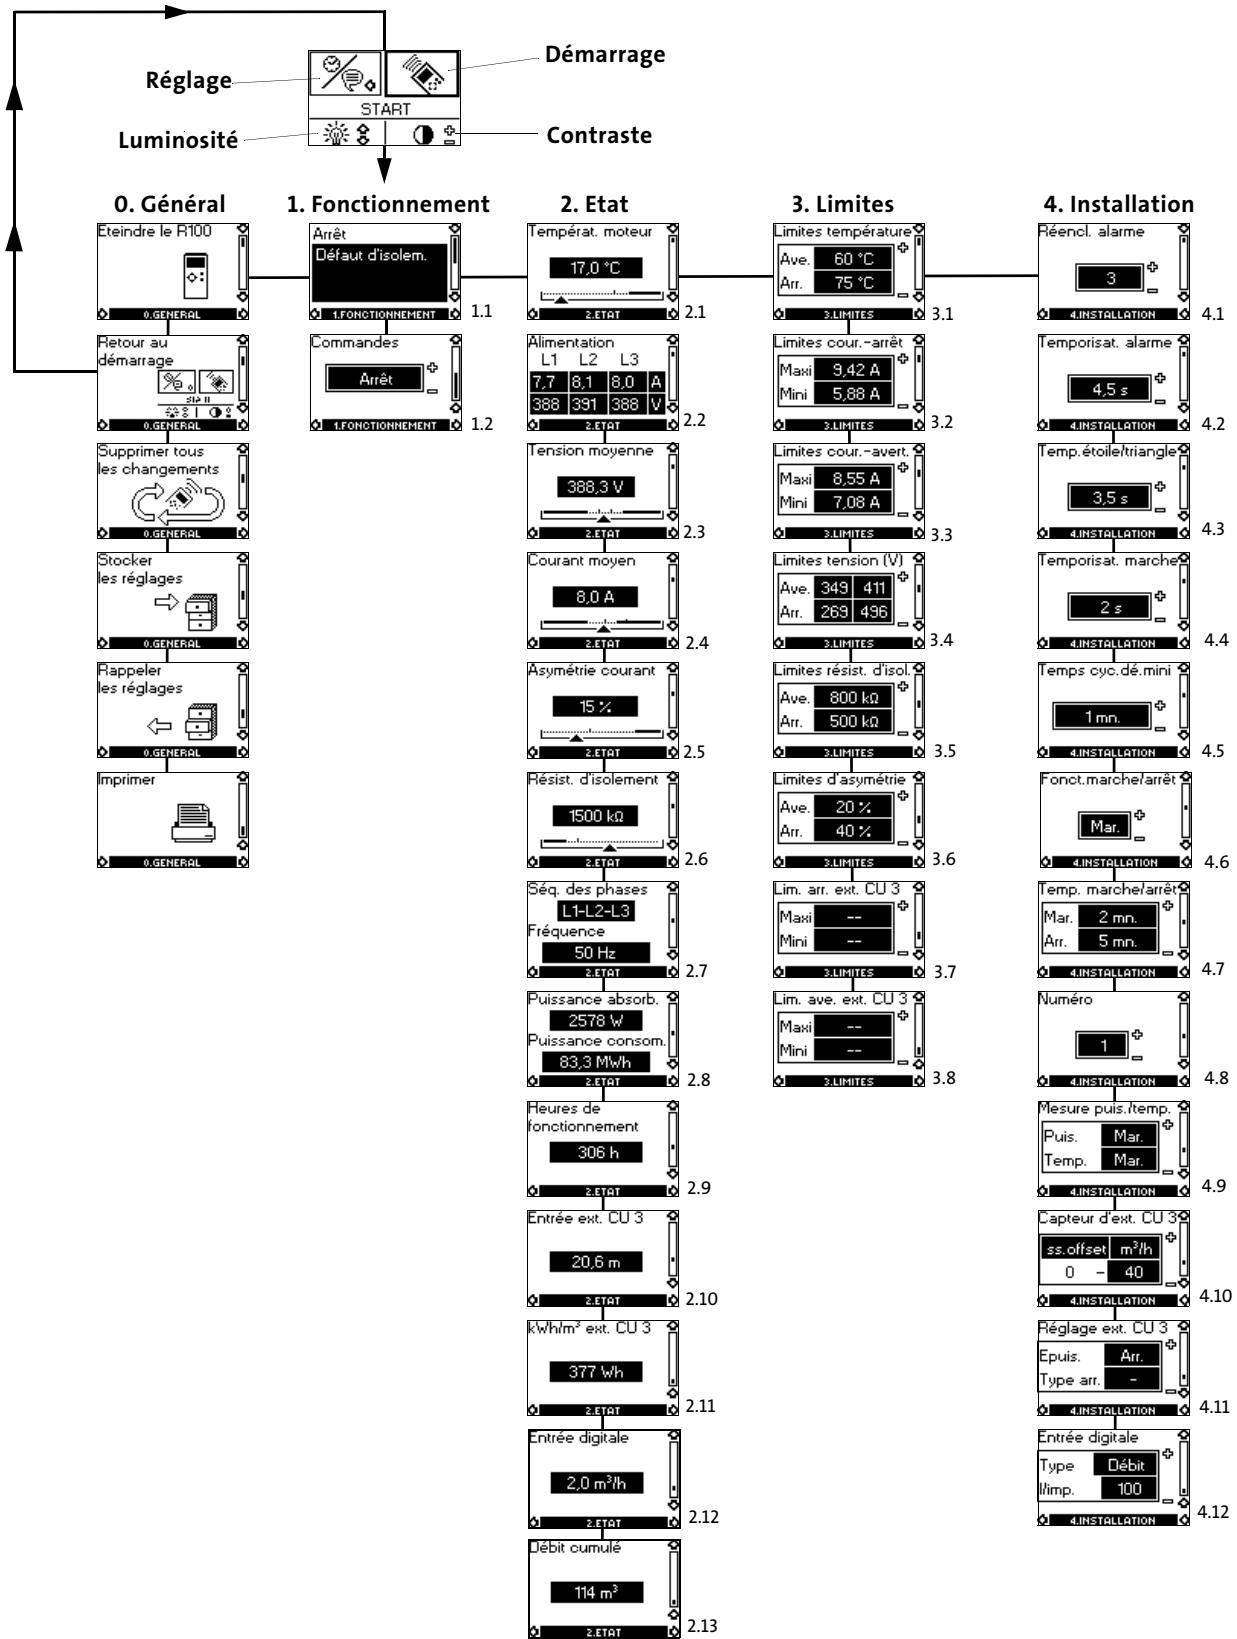 Démarrage
Réglage
START
Luminosité
Contraste
0. Général
Eteindre le R100
0.GENERAL
Retour au
démarrage
START
0.GENERAL
Supprimer tous
les changements
0.GENERAL
Stocker
les réglages
0.GENERAL
Rappeler
les réglages
0.GENERAL
Imprimer
0.GENERAL
1. Fonctionnement
Arrêt
Défaut d'isolem.
1.FONCTIONNEMENT
1.1
Commandes
Arrêt
1.FONCTIONNEMENT
1.2
2. Etat
Températ. moteur
17,0 °C
2.ETAT
2.1
Alimentation
L1 L2 L3
7,7 8,1 8,0 A
388 391 388 V
2.ETAT
2.2
Tension moyenne
388,3 V
2.ETAT
2.3
Courant moyen
8,0 A
2.ETAT
2.4
Asymétrie courant
15 %
2.ETAT
2.5
Résist. d'isolement
1500 kΩ
2.ETAT
2.6
Séq. des phases
L1-L2-L3
Fréquence
50 Hz
2.ETAT
2.7
Puissance absorb.
2578 W
Puissance consom.
83,3 MWh
2.ETAT
2.8
Heures de
fonctionnement
306 h
2.ETAT
2.9
Entrée ext. CU 3
20,6 m
2.ETAT
2.10
kWh/m³ ext. CU 3
377 Wh
2.ETAT
2.11
Entrée digitale
2,0 m³/h
2.ETAT
2.12
Débit cumulé
114 m³
2.ETAT
2.13
3. Limites
Limites température
Ave. 60 °C
Arr. 75 °C
3.LIMITES
3.1
Limites cour.-arrêt
Maxi 9,42 A
Mini 5,88 A
3.LIMITES
3.2
Limites cour.-avert.
Maxi 8,55 A
Mini 7,08 A
3.LIMITES
3.3
Limites tension (V)
Ave. 349 411
Arr. 269 496
3.LIMITES
3.4
Limites résist. d'isol.
Ave. 800 kΩ
Arr. 500 kΩ
3.LIMITES
3.5
Limites d'asymétrie
Ave. 20 %
Arr. 40 %
3.LIMITES
3.6
Lim. arr. ext. CU 3
Maxi --
Mini --
3.LIMITES
3.7
Lim. ave. ext. CU 3
Maxi --
Mini --
3.LIMITES
3.8
4. Installation
Réencl. alarme
3
4.INSTALLATION
4.1
Temporisat. alarme
4,5 s
4.INSTALLATION
4.2
Temp.étoile/triangle
3,5 s
4.INSTALLATION
4.3
Temporisat. marche
2 s
4.INSTALLATION
4.4
Temps cyc.dé.mini
1 mn.
4.INSTALLATION
4.5
Fonct.marche/arrêt
Mar.
4.INSTALLATION
4.6
Temp. marche/arrêt
Mar. 2 mn.
Arr. 5 mn.
4.INSTALLATION
4.7
Numéro
1
4.INSTALLATION
4.8
Mesure puis./temp.
Puis. Mar.
Temp. Mar.
4.INSTALLATION
4.9
Capteur d'ext. CU 3
ss.offset m³/h
0 - 40
4.INSTALLATION
4.10
Réglage ext. CU 3
Epuis. Arr.
Type arr. -
4.INSTALLATION
4.11
Entrée digitale
Type Débit
l/imp. 100
4.INSTALLATION
4.12